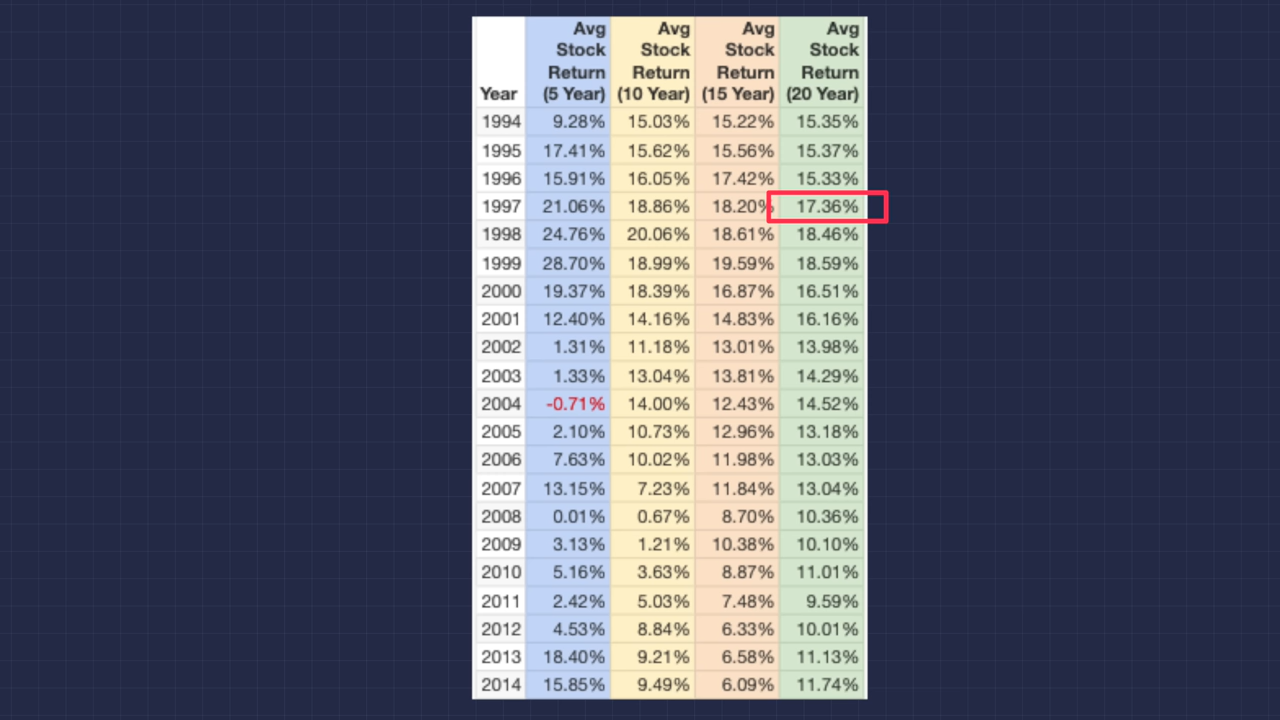 Year Avg Stock Return (5 Year) Avg Stock Return (10 Year) Avg Stock Return (15 Year) Avg Stock Return (20 Year)
1994 9.28% 15.03% 15.22% 15.35%
1995 17.41% 15.62% 15.56% 15.37%
1996 15.91% 16.05% 17.42% 15.33%
1997 21.06% 18.86% 18.20% 17.36%
1998 24.76% 20.06% 18.61% 18.46%
1999 28.70% 18.99% 19.59% 18.59%
2000 19.37% 18.39% 16.87% 16.51%
2001 12.40% 14.16% 14.83% 16.16%
2002 1.31% 11.18% 13.01% 13.98%
2003 1.33% 13.04% 13.81% 14.29%
2004 -0.71% 14.00% 12.43% 14.52%
2005 2.10% 10.73% 12.96% 13.18%
2006 7.63% 10.02% 11.98% 13.03%
2007 13.15% 7.23% 11.84% 13.04%
2008 0.01% 0.67% 8.70% 10.36%
2009 3.13% 1.21% 10.38% 10.10%
2010 5.16% 3.63% 8.87% 11.01%
2011 2.42% 5.03% 7.48% 9.59%
2012 4.53% 8.84% 6.33% 10.01%
2013 18.40% 9.21% 6.58% 11.13%
2014 15.85% 9.49% 6.09% 11.74%